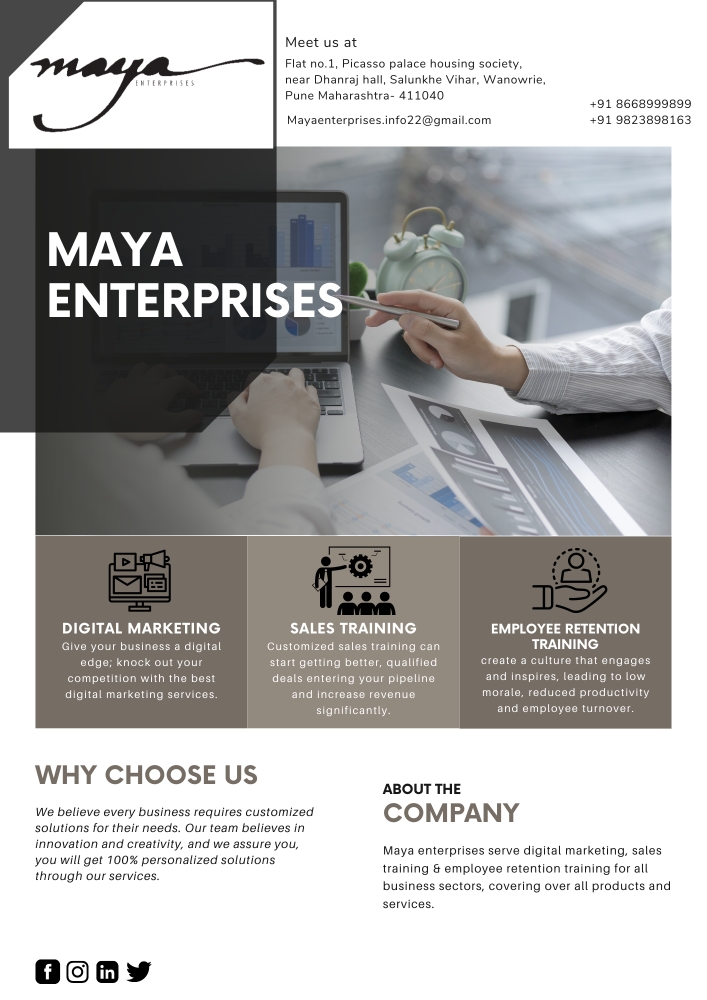 maya
ENTERPRISES
Meet us at
Flat no.1, Picasso palace housing society,
near Dhanraj hall, Salunkhe Vihar, Wanowrie,
Pune Maharashtra- 411040
Mayaenterprises.info22@gmail.com
+91 8668999899
+91 9823898163
MAYA
ENTERPRISES
DIGITAL MARKETING
Give your business a digital
edge; knock out your
competition with the best
digital marketing services.
SALES TRAINING
Customized sales training can
start getting better, qualified
deals entering your pipeline
and increase revenue
significantly.
EMPLOYEE RETENTION
TRAINING
create a culture that engages
and inspires, leading to low
morale, reduced productivity
and employee turnover.
WHY CHOOSE US
We believe every business requires customized
solutions for their needs. Our team believes in
innovation and creativity, and we assure you,
you will get 100% personalized solutions
through our services.
ABOUT THE
COMPANY
Maya enterprises serve digital marketing, sales
training & employee retention training for all
business sectors, covering over all products and
services.